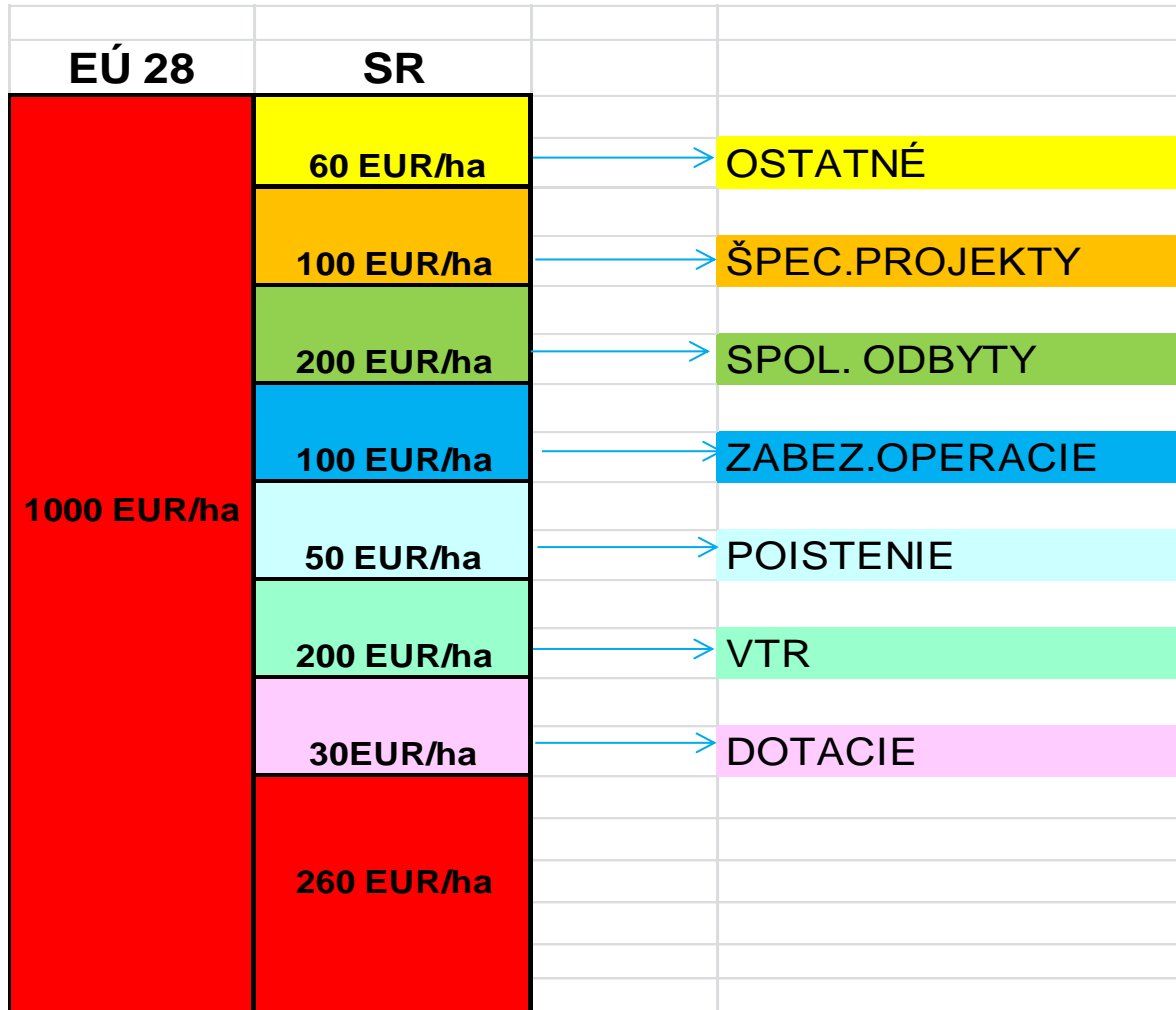 EÚ 28 SR
60 EUR/ha OSTATNÉ
100 EUR/ha ŠPEC.PROJEKTY
200 EUR/ha SPOL. ODBYTY
100 EUR/ha ZABEZ.OPERACIE
1000 EUR/ha
50 EUR/ha POISTENIE
200 EUR/ha VTR
30EUR/ha DOTACIE
260 EUR/ha